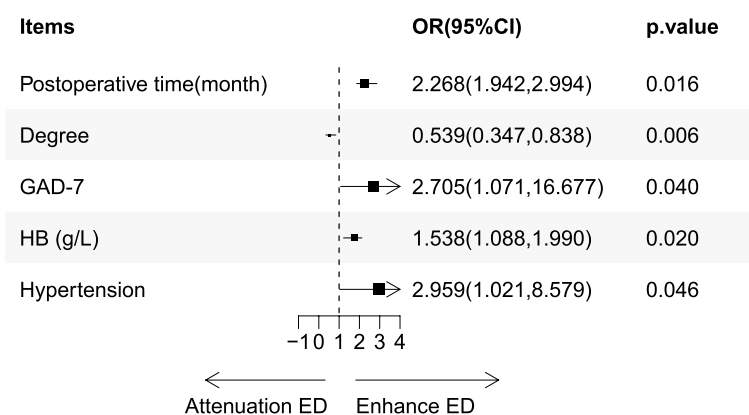 Items OR(95%CI) p.value
Postoperative time(month) 2.268(1.942,2.994) 0.016
Degree 0.539(0.347,0.838) 0.006
GAD-7 2.705(1.071,16.677) 0.040
HB (g/L) 1.538(1.088,1.990) 0.020
Hypertension 2.959(1.021,8.579) 0.046
−1 0 1 2 3 4
Attenuation ED Enhance ED